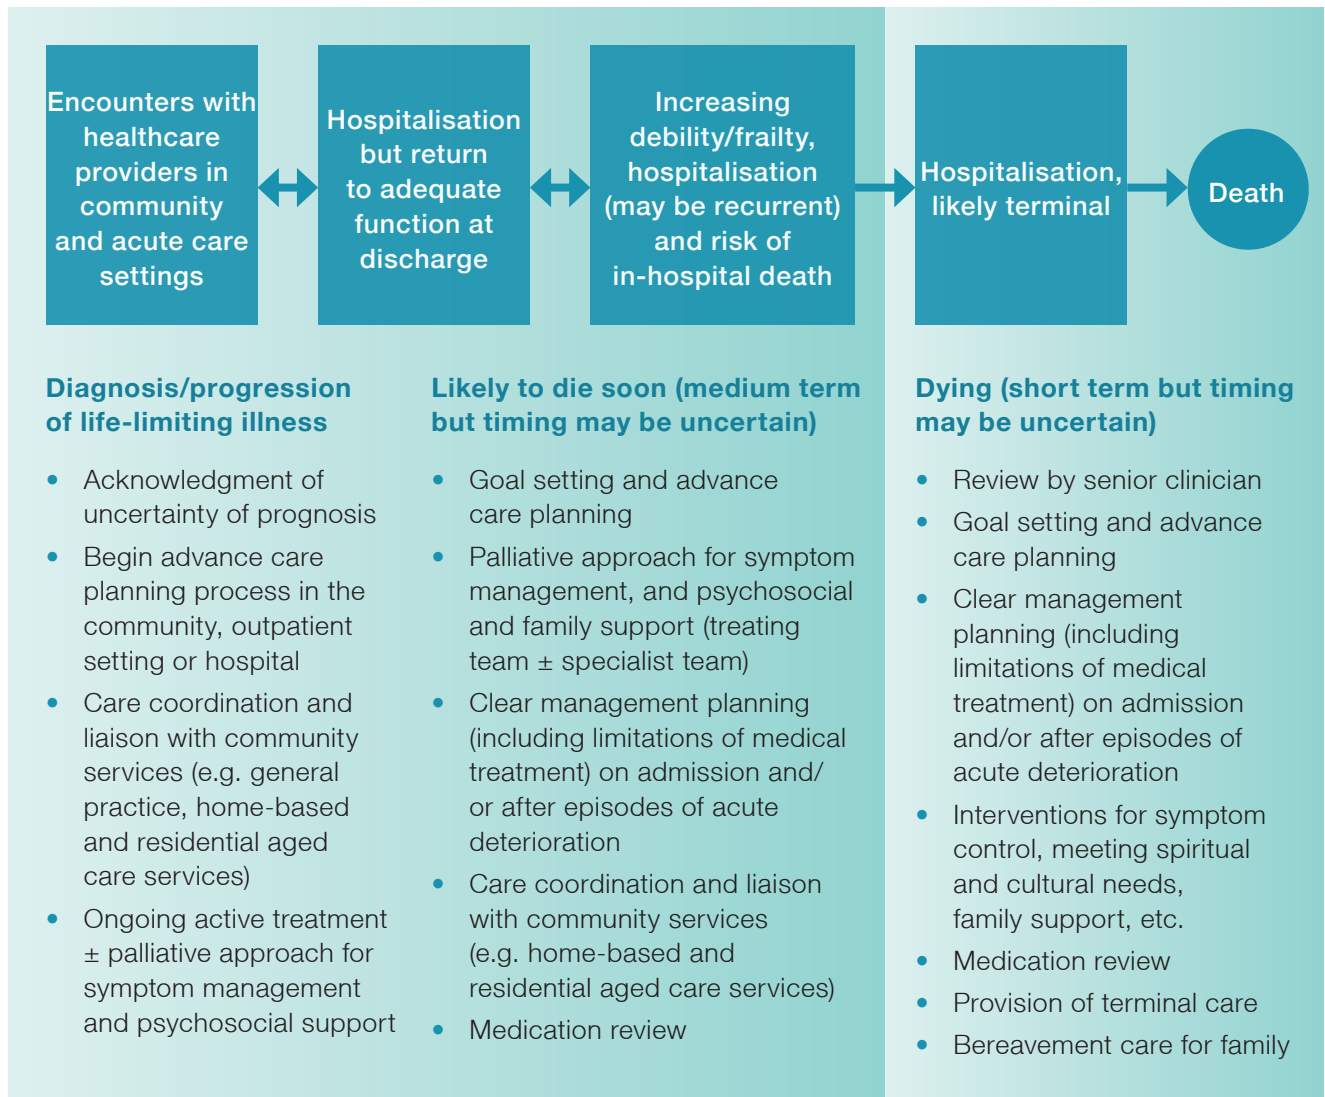 Encounters with
healthcare
providers in
community
and acute care
settings
Hospitalisation
but return
to adequate
function at
discharge
Increasing
debility/frailty,
hospitalisation
(may be recurrent)
and risk of
in-hospital death
Hospitalisation,
likely terminal
Death
Diagnosis/progression
of life-limiting illness
• Acknowledgment of
uncertainty of prognosis
• Begin advance care
planning process in the
community, outpatient
setting or hospital
• Care coordination and
liaison with community
services (e.g. general
practice, home-based
and residential aged
care services)
• Ongoing active treatment
± palliative approach for
symptom management
and psychosocial support
Likely to die soon (medium term
but timing may be uncertain)
• Goal setting and advance
care planning
• Palliative approach for symptom
management, and psychosocial
and family support (treating
team ± specialist team)
• Clear management planning
(including limitations of medical
treatment) on admission and/
or after episodes of acute
deterioration
• Care coordination and liaison
with community services
(e.g. home-based and
residential aged care services)
• Medication review
Dying (short term but timing
may be uncertain)
• Review by senior clinician
• Goal setting and advance
care planning
• Clear management
planning (including
limitations of medical
treatment) on admission
and/or after episodes of
acute deterioration
• Interventions for symptom
control, meeting spiritual
and cultural needs,
family support, etc.
• Medication review
• Provision of terminal care
• Bereavement care for family